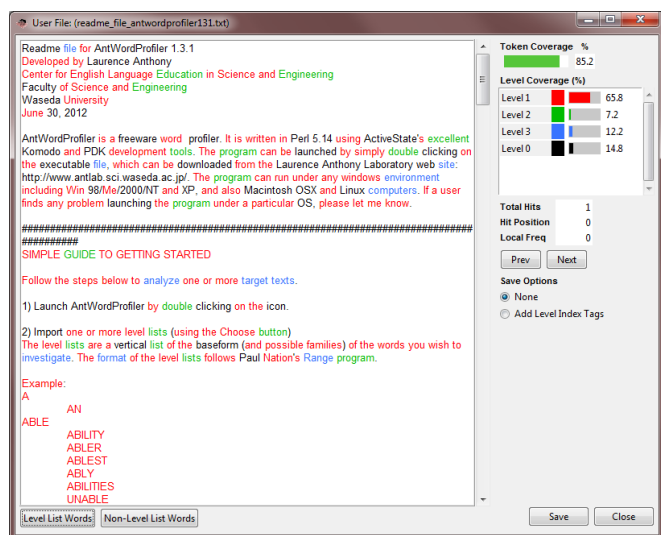 User File: (readme_file_antwordprofiler131.txt)
Readme file for AntWordProfiler 1.3.1
Developed by Laurence Anthony
Center for English Language Education in Science and Engineering
Faculty of Science and Engineering
Waseda University
June 30, 2012
AntWordProfiler is a freeware word  profiler. It is written in Perl 5.14 using ActiveState's excellent
Komodo and PDK development tools. The program can be launched by simply double clicking on
the executable file, which can be downloaded from the Laurence Anthony Laboratory web site:
http://www.antlab.sci.waseda.ac.jp/. The program can run under any windows environment
including Win 98/Me/2000/NT and XP, and also Macintosh OSX and Linux computers. If a user
finds any problem launching the program under a particular OS, please let me know.
###########################################################################
##########
SIMPLE GUIDE TO GETTING STARTED
Follow the steps below to analyze one or more target texts.
1) Launch AntWordProfiler by double clicking on the icon.
2) Import one or more level lists (using the Choose button)
The level lists are a vertical list of the baseform (and possible families) of the words you wish to
investigate. The format of the level lists follows Paul Nation's Range program.
Example:
A
AN
ABLE
ABILITY
ABLER
ABLEST
ABLY
ABILITIES
UNABLE
Level List Words Non-Level List Words
Token Coverage %
85.2
Level Coverage (%)
Level 1 65.8
Level 2 7.2
Level 3 12.2
Level 0 14.8
Total Hits 1
Hit Position 0
Local Freq 0
Prev Next
Save Options
None
Add Level Index Tags
Save Close